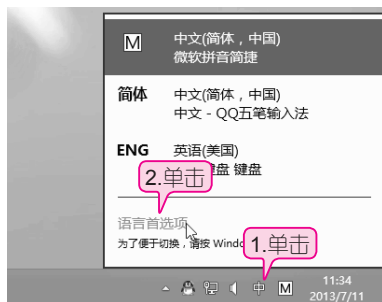 M 中文(简体，中国)
微软拼音简捷
简体 中文(简体，中国)
中文 - QQ五笔输入法
ENG 英语(美国)
盘 键盘
2.单击
语言首选项
为了便于切换，请按
1.单击
中 M 11:34
2013/7/11